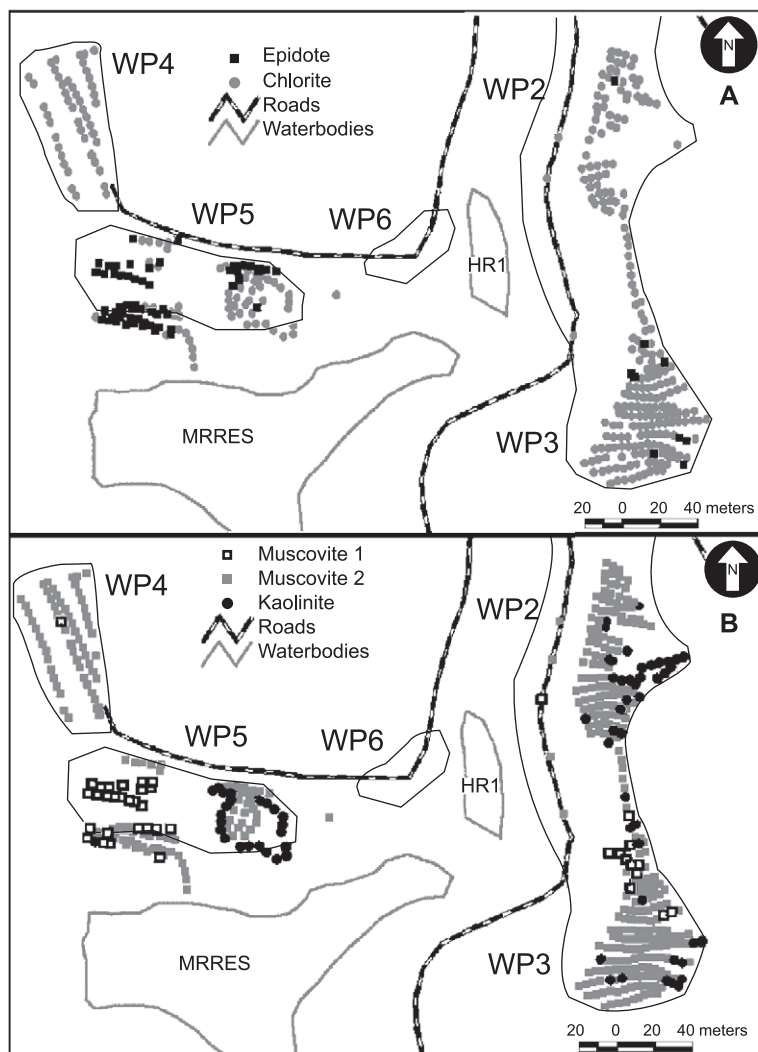 WP4
Epidote
Chlorite
Roads
Waterbodies
WP2
N
A
WP5
WP6
HR1
MRRES
WP3
20 0 20 40 meters
Muscovite 1
Muscovite 2
Kaolinite
Roads
Waterbodies
WP4
WP2
N
B
WP5
WP6
HR1
MRRES
WP3
20 0 20 40 meters